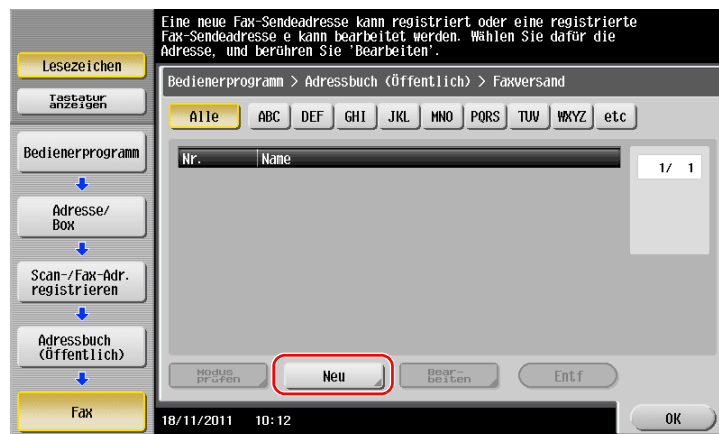 Eine neue Fax-Sendeadresse kann registriert oder eine registrierte
Fax-Sendeadresse e kann bearbeitet werden. Wählen Sie dafür die
Adresse, und berühren Sie 'Bearbeiten'.
Lesezeichen
Tastatur
anzeigen
Bedienerprogramm
Adresse/
Box
Scan-/Fax-Adr.
registrieren
Adressbuch
(Öffentlich)
Fax
Bedienerprogramm > Adressbuch (Öffentlich) > Faxversand
Alle ABC DEF GHI JKL MNO PQRS TUV WXYZ etc
Nr. Name
1/ 1
Modus
prüfen
Neu
Bear-
beiten
Entf
18/11/2011 10:12
OK